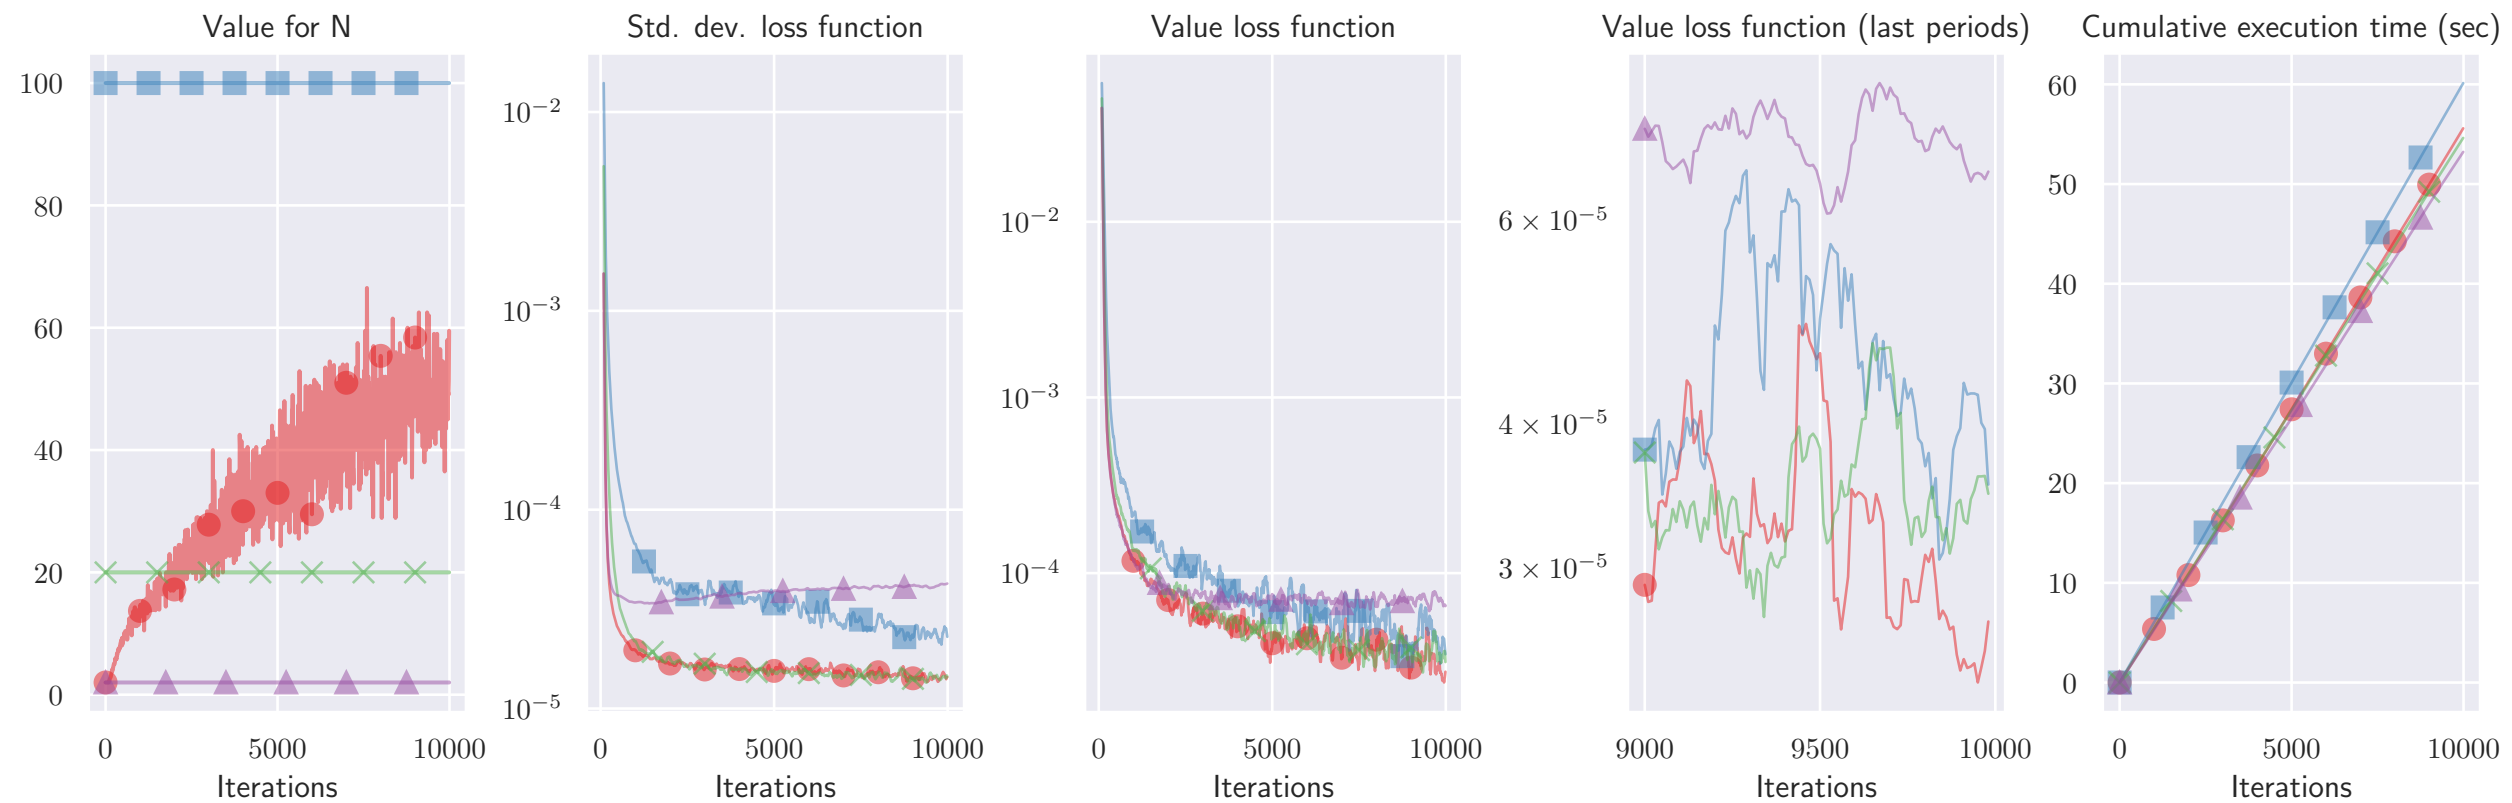 Value for N
100
80
60
40
20
0
0 5000 10000
Iterations
Std. dev. loss function
10−2
10−3
10−4
10−5
0 5000 10000
Iterations
Value loss function
10−2
10−3
10−4
0 5000 10000
Iterations
Value loss function (last periods)
6 × 10−5
4 × 10−5
3 × 10−5
9000 9500 10000
Iterations
Cumulative execution time (sec)
60
50
40
30
20
10
0
0 5000 10000
Iterations